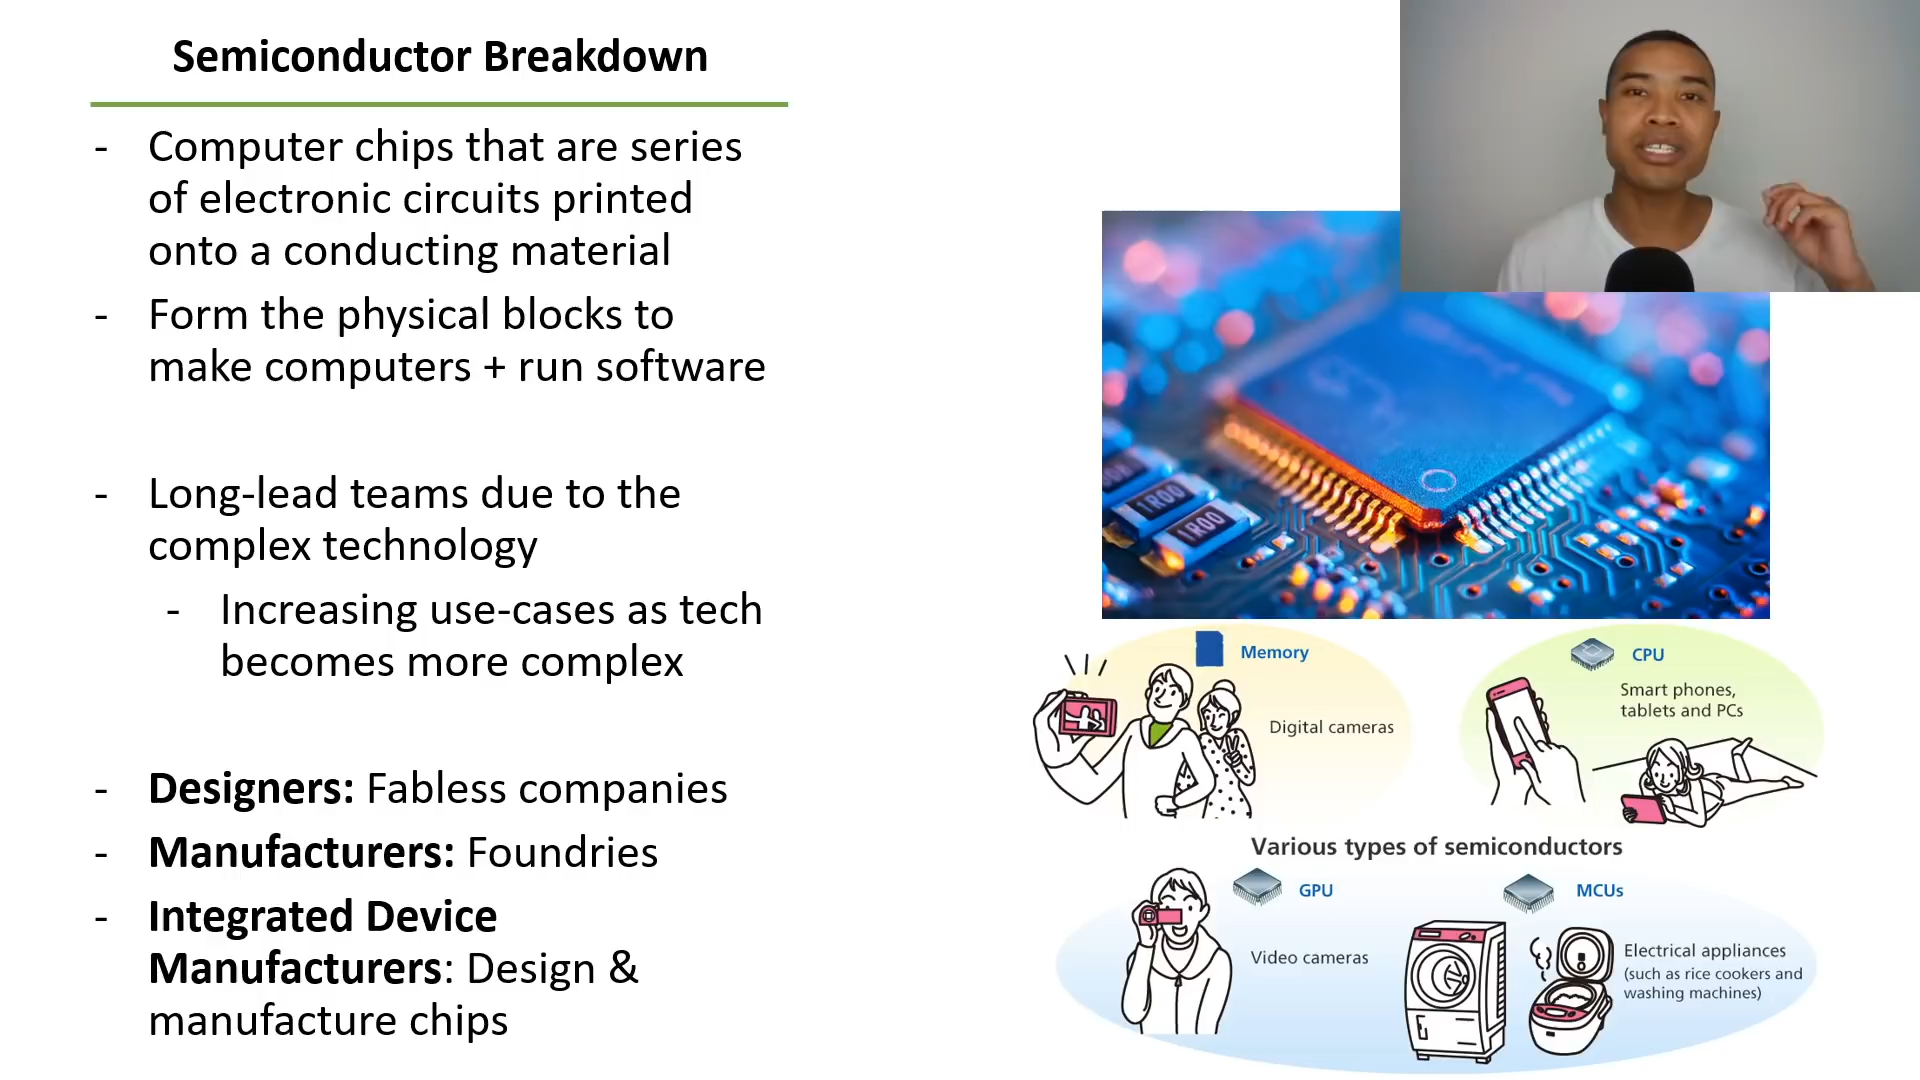 Semiconductor Breakdown
- Computer chips that are series
of electronic circuits printed
onto a conducting material
- Form the physical blocks to
make computers + run software
- Long-lead teams due to the
complex technology
- Increasing use-cases as tech
becomes more complex
- Designers: Fabless companies
- Manufacturers: Foundries
- Integrated Device
Manufacturers: Design &
manufacture chips
1R00
1R00
Memory
Digital cameras
CPU
Smart phones,
tablets and PCs
Various types of semiconductors
GPU
Video cameras
MCUs
Electrical appliances
(such as rice cookers and
washing machines)